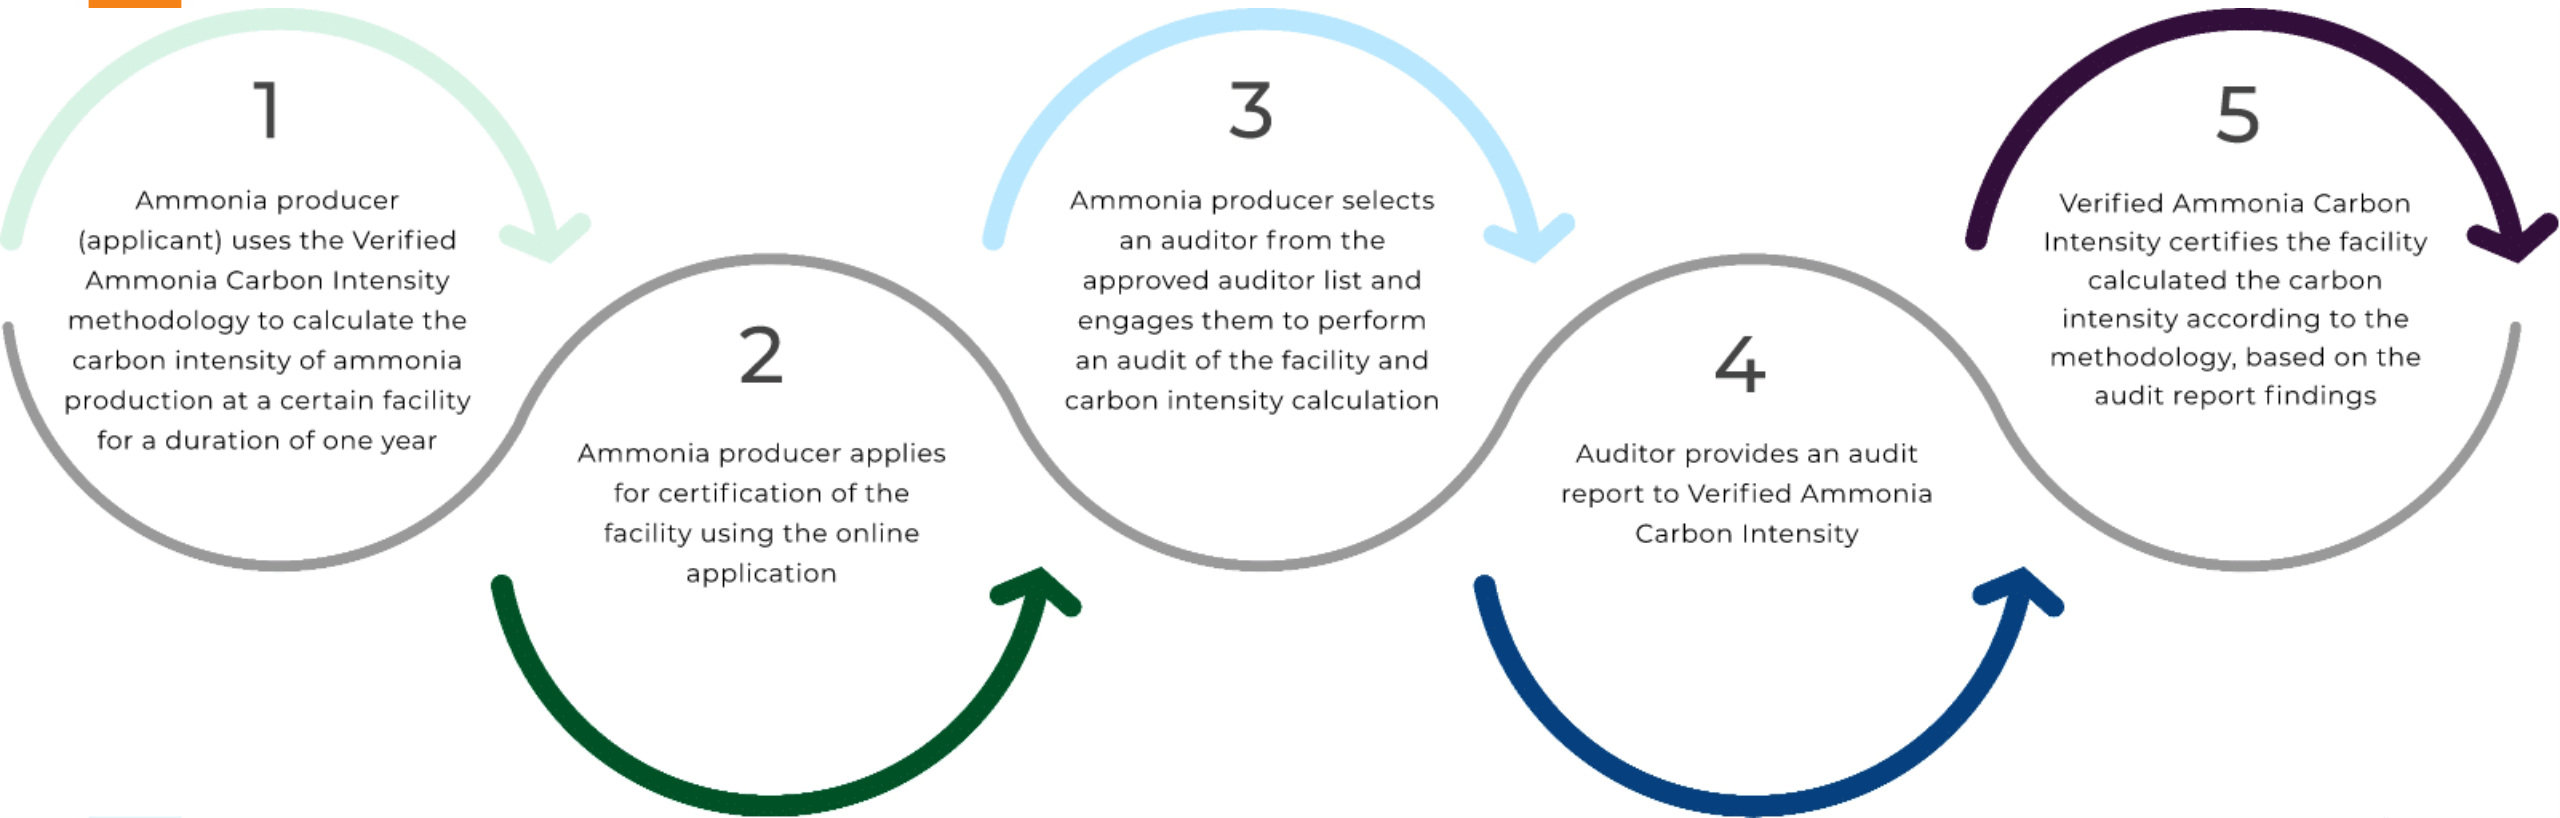 1
Ammonia producer
(applicant) uses the Verified
Ammonia Carbon Intensity
methodology to calculate the
carbon intensity of ammonia
production at a certain facility
for a duration of one year
2
Ammonia producer applies
for certification of the
facility using the online
application
3
Ammonia producer selects
an auditor from the
approved auditor list and
engages them to perform
an audit of the facility and
carbon intensity calculation
4
Auditor provides an audit
report to Verified Ammonia
Carbon Intensity
5
Verified Ammonia Carbon
Intensity certifies the facility
calculated the carbon
intensity according to the
methodology, based on the
audit report findings